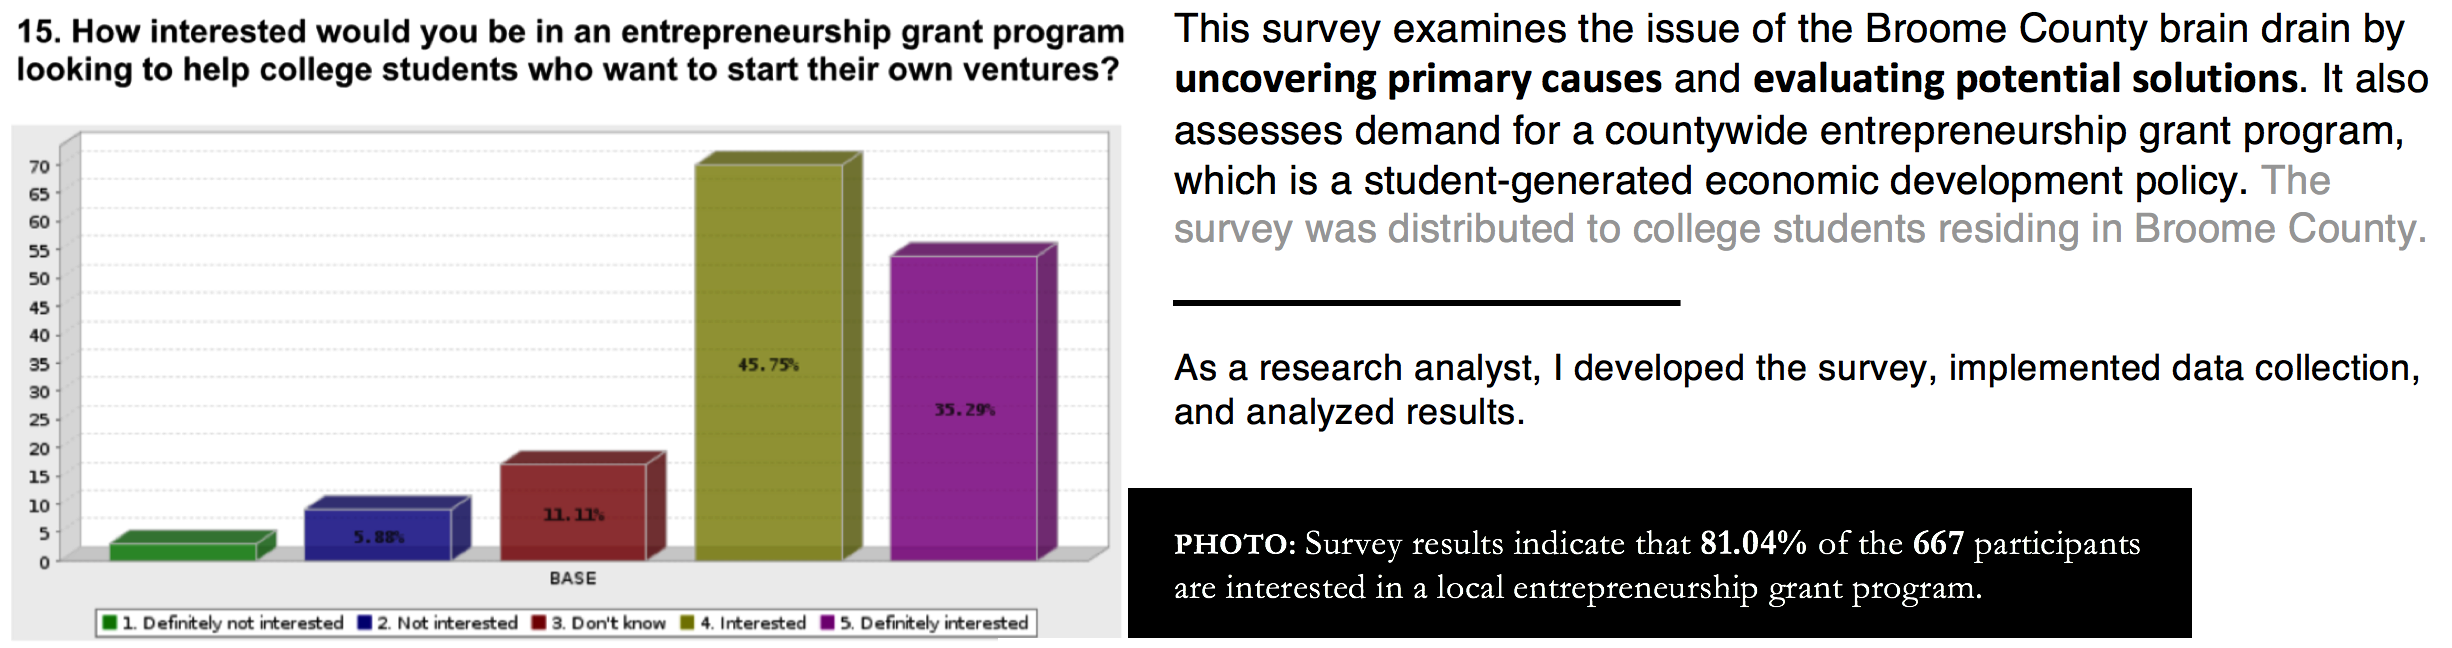 15. How interested would you be in an entrepreneurship grant program
looking to help college students who want to start their own ventures?
70
65
60
55
50
45
40
35
30
25
20
15
10
5
0
5.88%
11.11%
45.75%
35.29%
BASE
1. Definitely not interested 2. Not interested 3. Don't know 4. Interested 5. Definitely interested
This survey examines the issue of the Broome County brain drain by
uncovering primary causes and evaluating potential solutions. It also
assesses demand for a countywide entrepreneurship grant program,
which is a student-generated economic development policy. The
survey was distributed to college students residing in Broome County.
As a research analyst, I developed the survey, implemented data collection,
and analyzed results.
PHOTO: Survey results indicate that 81.04% of the 667 participants
are interested in a local entrepreneurship grant program.